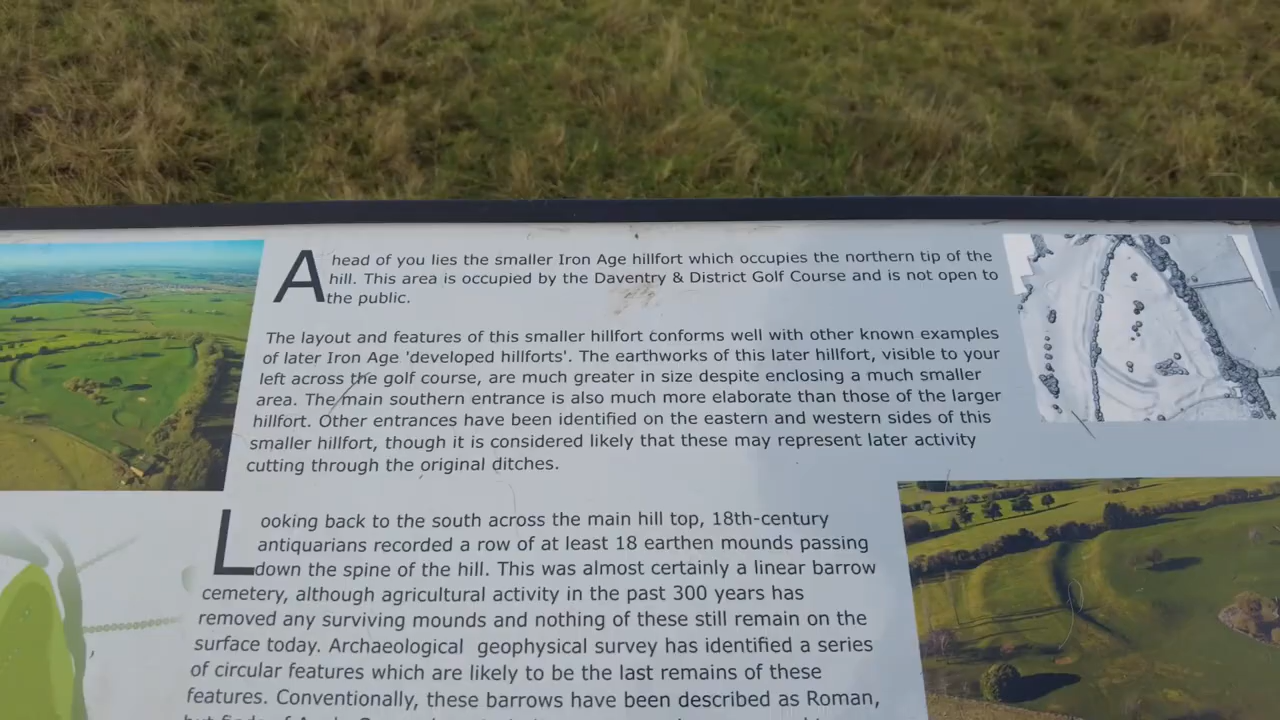 Ahead of you lies the smaller Iron Age hillfort which occupies the northern tip of the
hill. This area is occupied by the Daventry & District Golf Course and is not open to
the public.
The layout and features of this smaller hillfort conforms well with other known examples
of later Iron Age 'developed hillforts'. The earthworks of this later hillfort, visible to your
left across the golf course, are much greater in size despite enclosing a much smaller
area. The main southern entrance is also much more elaborate than those of the larger
hillfort. Other entrances have been identified on the eastern and western sides of this
smaller hillfort, though it is considered likely that these may represent later activity
cutting through the original ditches.
Looking back to the south across the main hill top, 18th-century
antiquarians recorded a row of at least 18 earthen mounds passing
down the spine of the hill. This was almost certainly a linear barrow
cemetery, although agricultural activity in the past 300 years has
removed any surviving mounds and nothing of these still remain on the
surface today. Archaeological geophysical survey has identified a series
of circular features which are likely to be the last remains of these
features. Conventionally, these barrows have been described as Roman,